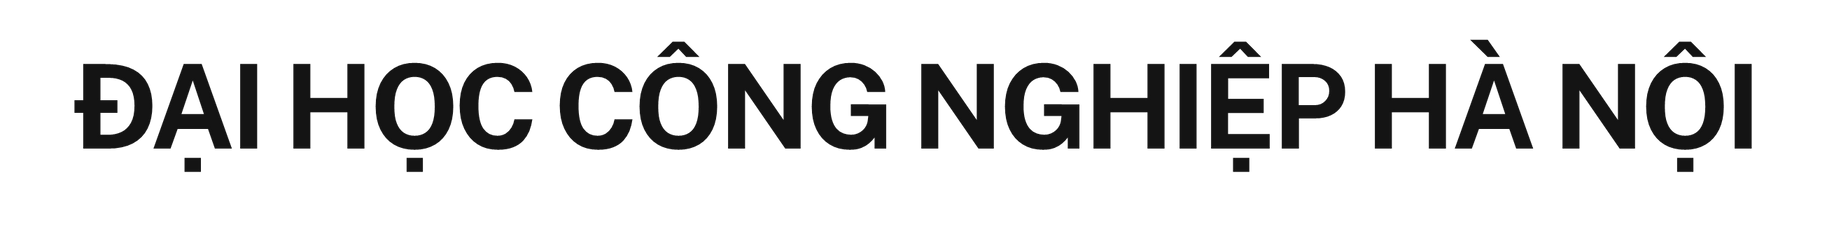 ĐẠI HỌC CÔNG NGHIỆP HÀ NỘI